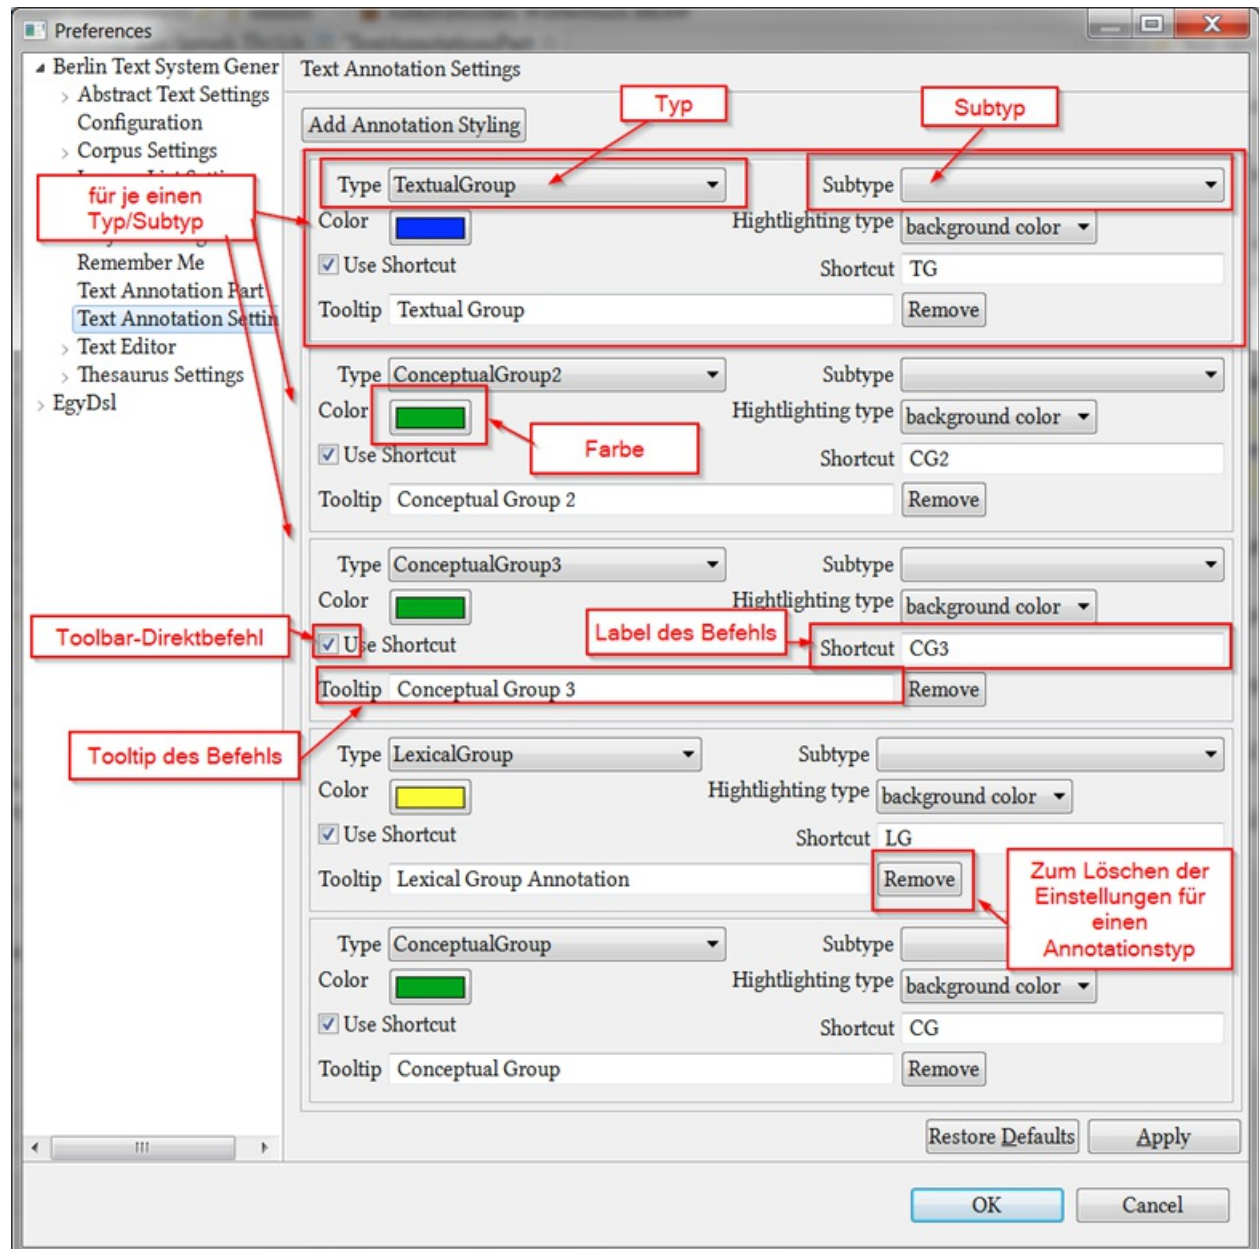 Preferences
Berlin Text System Gener
Abstract Text Settings
Configuration
Corpus Settings
für je einen
Typ/Subtyp
Remember Me
Text Annotation Part
Text Annotation Settin
Text Editor
Thesaurus Settings
EgyDsl
Text Annotation Settings
Add Annotation Styling
Typ
Subtyp
Type TextualGroup Subtype
Color Hightlighting type background color
Use Shortcut Shortcut TG
Tooltip Textual Group Remove
Type ConceptualGroup2 Subtype
Color Hightlighting type background color
Farbe
Use Shortcut Shortcut CG2
Tooltip Conceptual Group 2 Remove
Type ConceptualGroup3 Subtype
Color Hightlighting type background color
Toolbar-Direktbefehl
Label des Befehls
Use Shortcut Shortcut CG3
Tooltip Conceptual Group 3 Remove
Tooltip des Befehls
Type LexicalGroup Subtype
Color Hightlighting type background color
Use Shortcut Shortcut LG
Tooltip Lexical Group Annotation Remove
Zum Löschen der
Einstellungen für
einen
Annotationstyp
Type ConceptualGroup Subtype
Color Hightlighting type background color
Use Shortcut Shortcut CG
Tooltip Conceptual Group Remove
Restore Defaults Apply
OK Cancel